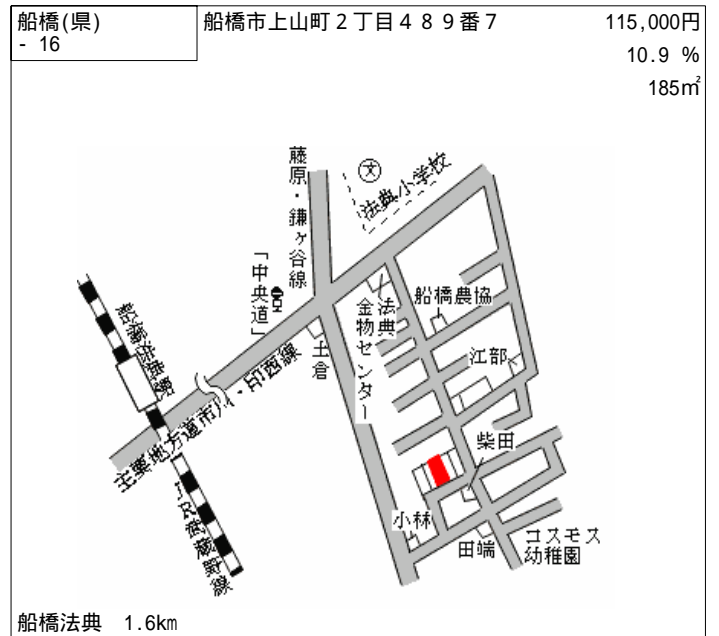 船橋(県)
- 16
船橋市上山町２丁目４８９番７
115,000円
10.9 %
185㎡
藤原・鎌ヶ谷線
文
法典小学校
「中央道」
船橋法典駅
主要地方道市川・印西線
土倉
法典金物センター
船橋農協
江部
柴田
小林
田端
コスモス
幼稚園
ＪＲ武蔵野線
船橋法典　1.6km